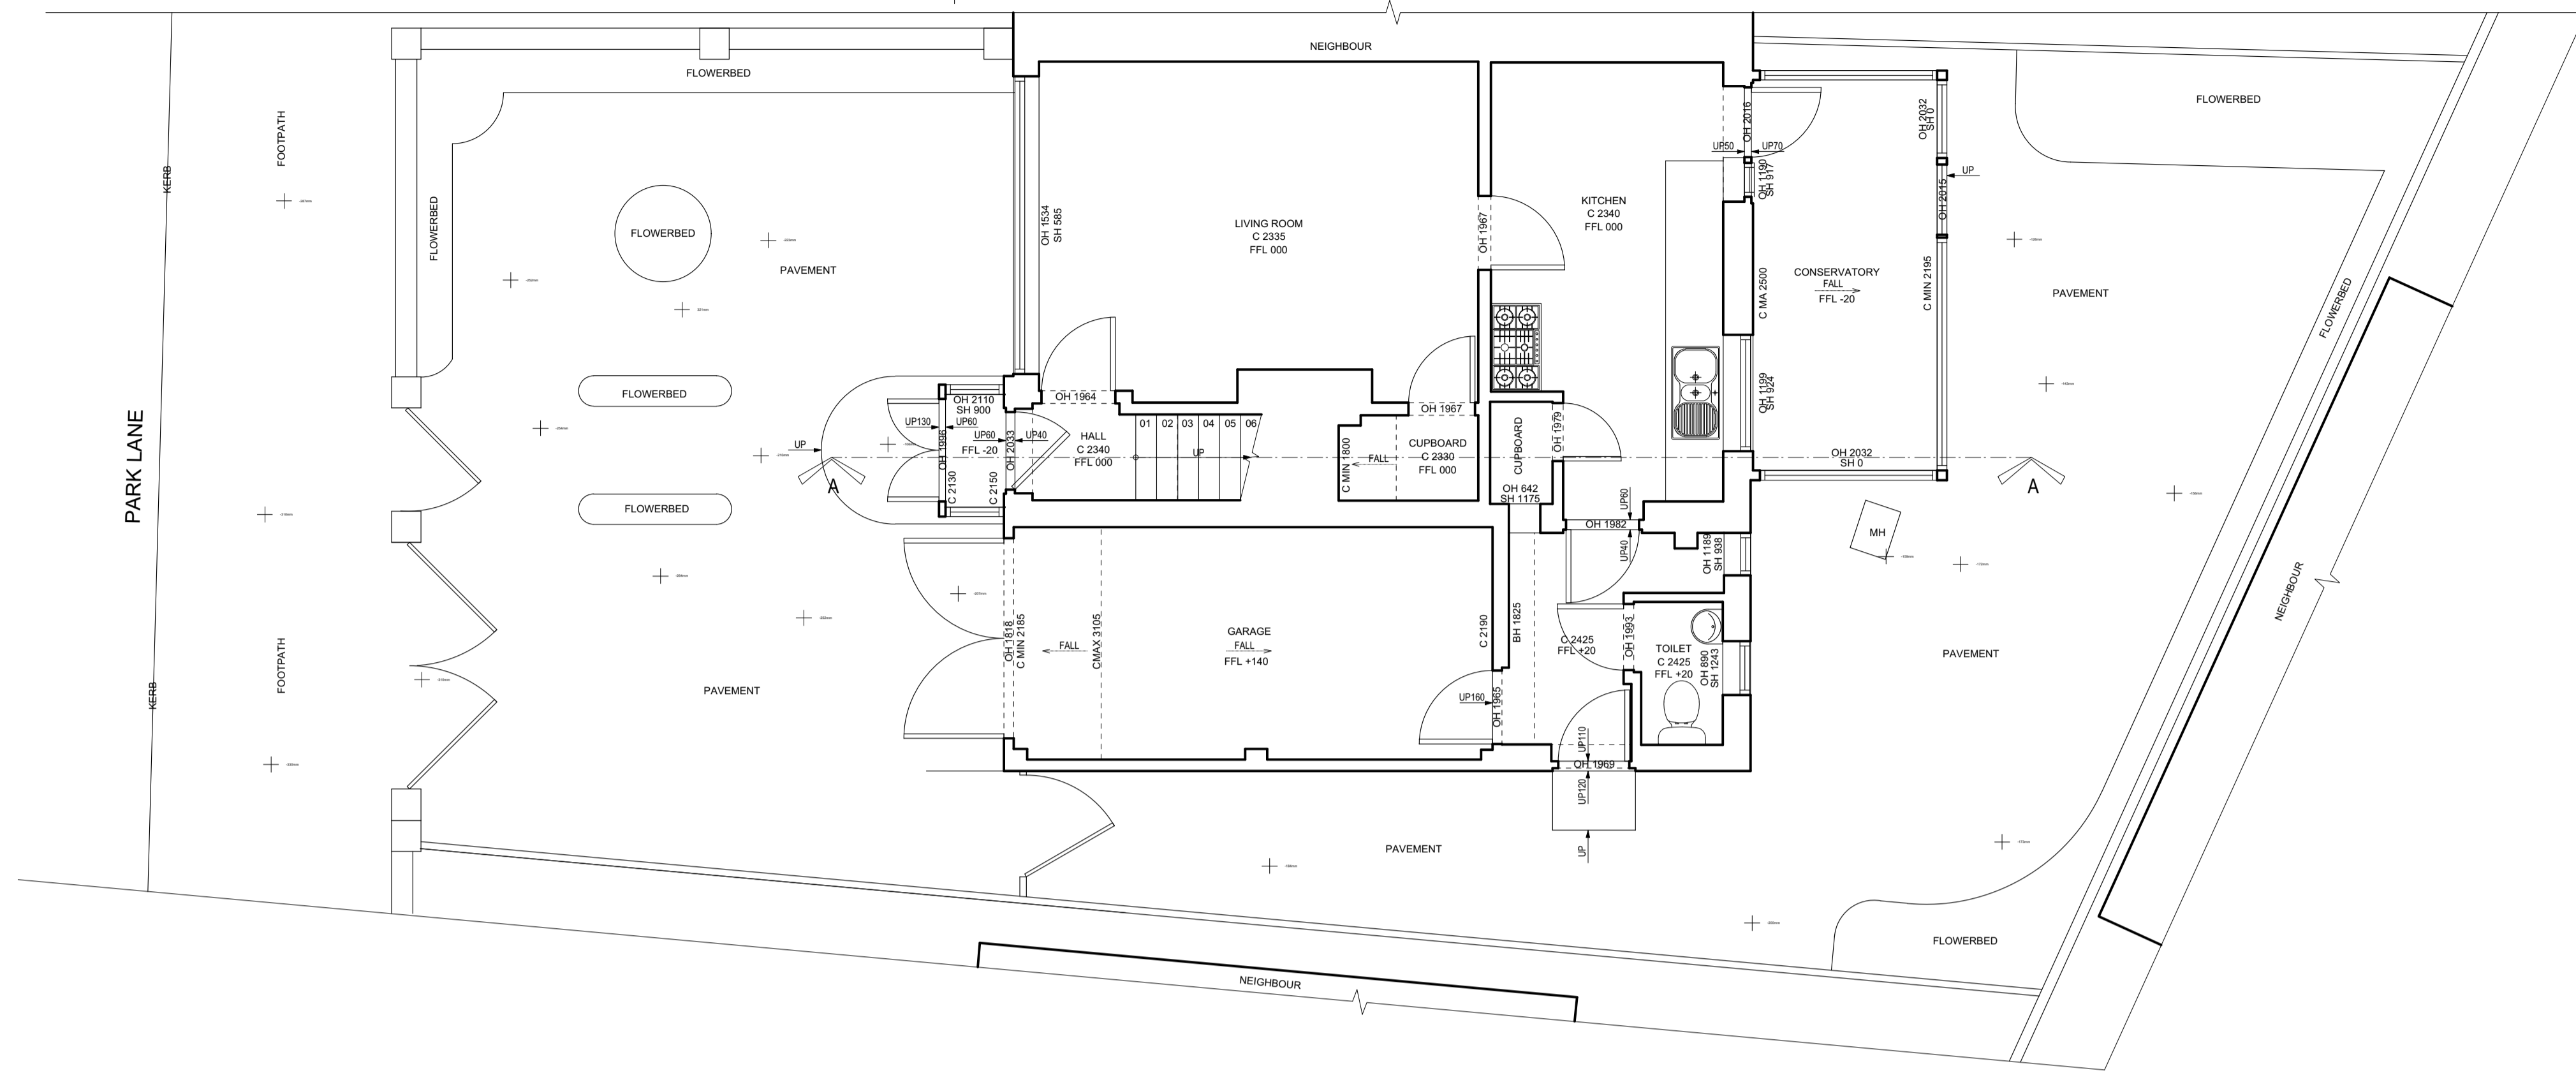 NEIGHBOUR
FLOWERBED
FLOWERBED
FOOTPATH
KERB
FLOWERBED
FLOWERBED
PAVEMENT
OH 1534
SH 585
LIVING ROOM
C 2335
FFL 000
OH 1967
KITCHEN
C 2340
FFL 000
OH 2016
UP50
UP70
OH 1190
SH 917
OH 2032
SH 0
UP
OH 2015
CONSERVATORY
FALL
FFL -20
C MA 2500
C MIN 2195
PAVEMENT
FLOWERBED
FLOWERBED
FLOWERBED
PARK LANE
OH 1964
OH 2110
SH 900
UP130
UP60
UP60
UP40
OH 1996
FFL -20
OH 2033
C 2130
C 2150
UP
A
HALL
C 2340
FFL 000
01
02
03
04
05
06
UP
OH 1967
C MIN 1800
FALL
CUPBOARD
C 2330
FFL 000
CUPBOARD
OH 1979
OH 642
SH 1175
OH 1199
SH 924
OH 2032
SH 0
A
UP60
OH 1982
UP40
OH 1189
SH 938
MH
NEIGHBOUR
FOOTPATH
KERB
PAVEMENT
OH 1818
C MIN 2185
FALL
CMAX 3105
GARAGE
FALL
FFL +140
C 2190
BH 1825
C 2425
FFL +20
OH 1993
TOILET
C 2425
FFL +20
OH 890
SH 1243
PAVEMENT
UP160
OH 1965
UP110
OH 1969
UP120
UP
PAVEMENT
FLOWERBED
NEIGHBOUR